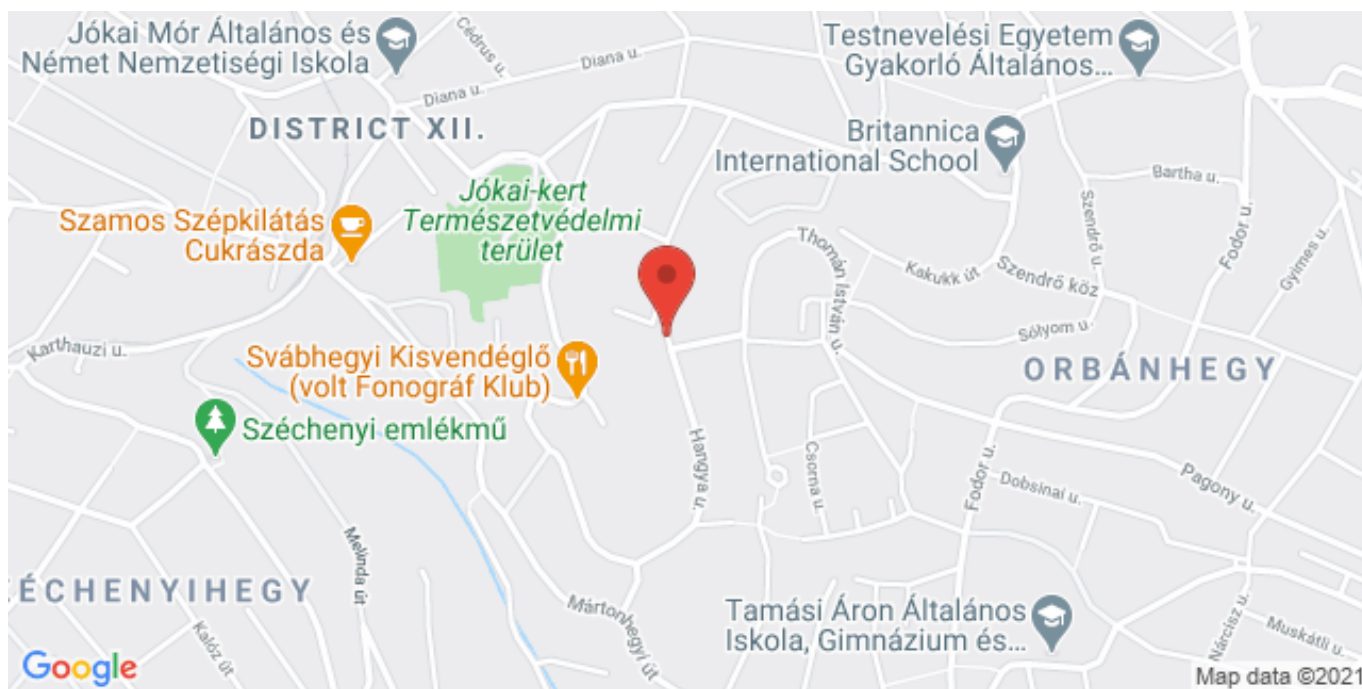 Jókai Mór Általános és
Német Nemzetiségi Iskola
Cédrus u.
Diana u.
Diana u.
Testnevelési Egyetem
Gyakorló Általános...
DISTRICT XII.
Britannica
International School
Bartha u.
Jókai-kert
Természetvédelmi
terület
Szamos Szépkilátás
Cukrászda
Thomán István u.
Kakukk út
Szendrő u.
Szendrő köz
Fodor u.
Gyimes u.
Sólyom u.
Karthauzi u.
Svábhegyi Kisvendéglő
(volt Fonográf Klub)
ORBÁNHEGY
Széchenyi emlékmű
Hangya u.
Csorna u.
Fodor u.
Dobsinai u.
Pagony u.
Melinda út
ÉCHENYIHEGY
Mártonhegyi út
Tamási Áron Általános
Iskola, Gimnázium és...
Nárcisz u.
Muskátli u.
Kalóz út
Google
Map data ©2021